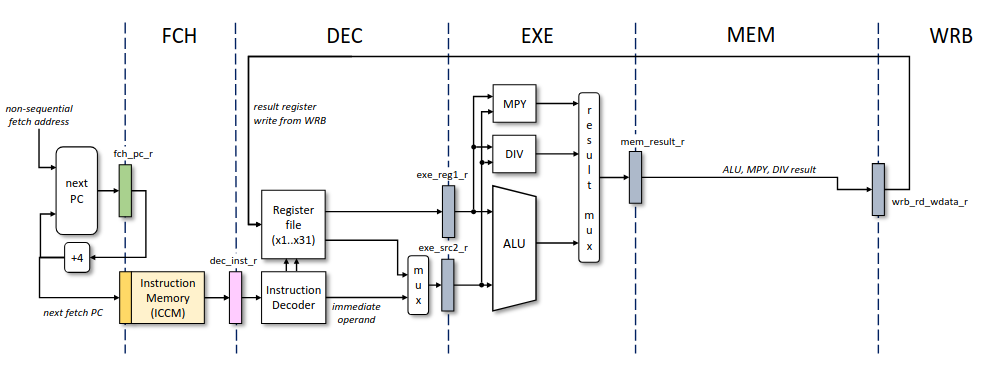 FCH
DEC
EXE
MEM
WRB
non-sequential
fetch address
result register
write from WRB
fch_pc_r
next
PC
+4
next fetch PC
Instruction
Memory
(ICCM)
dec_inst_r
Register
file
(x1..x31)
Instruction
Decoder
immediate
operand
m
u
x
exe_reg1_r
exe_src2_r
MPY
DIV
ALU
r
e
s
u
l
t
m
u
x
mem_result_r
ALU, MPY, DIV result
wrb_rd_wdata_r